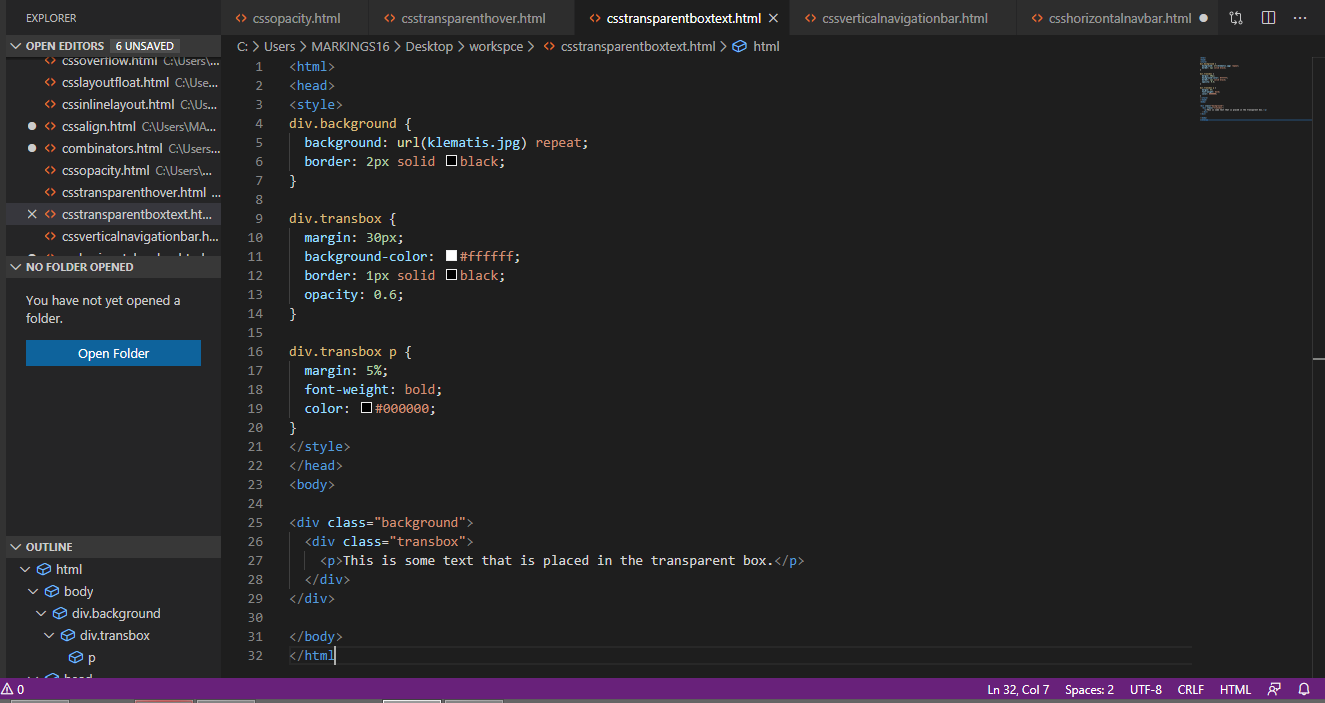 EXPLORER
OPEN EDITORS 6 UNSAVED
cssoverflow.html C:\Users\...
csslayoutfloat.html C:\Use...
cssinlinelayout.html C:\Us...
cssalign.html C:\Users\MA...
combinators.html C:\Users...
cssopacity.html C:\Users\...
csstransparenthover.html ...
csstransparentboxtext.ht...
cssverticalnavigationbar.h...
NO FOLDER OPENED
You have not yet opened a
folder.
Open Folder
OUTLINE
html
body
div.background
div.transbox
p
head
cssopacity.html csstransparenthover.html csstransparentboxtext.html cssverticalnavigationbar.html csshorizontalnavbar.html
C: > Users > MARKINGS16 > Desktop > workspce > csstransparentboxtext.html > html
1 <html>
2 <head>
3 <style>
4 div.background {
5 background: url(klematis.jpg) repeat;
6 border: 2px solid black;
7 }
8
9 div.transbox {
10 margin: 30px;
11 background-color: #ffffff;
12 border: 1px solid black;
13 opacity: 0.6;
14 }
15
16 div.transbox p {
17 margin: 5%;
18 font-weight: bold;
19 color: #000000;
20 }
21 </style>
22 </head>
23 <body>
24
25 <div class="background">
26 <div class="transbox">
27 <p>This is some text that is placed in the transparent box.</p>
28 </div>
29 </div>
30
31 </body>
32 </html
0 Ln 32, Col 7 Spaces: 2 UTF-8 CRLF HTML